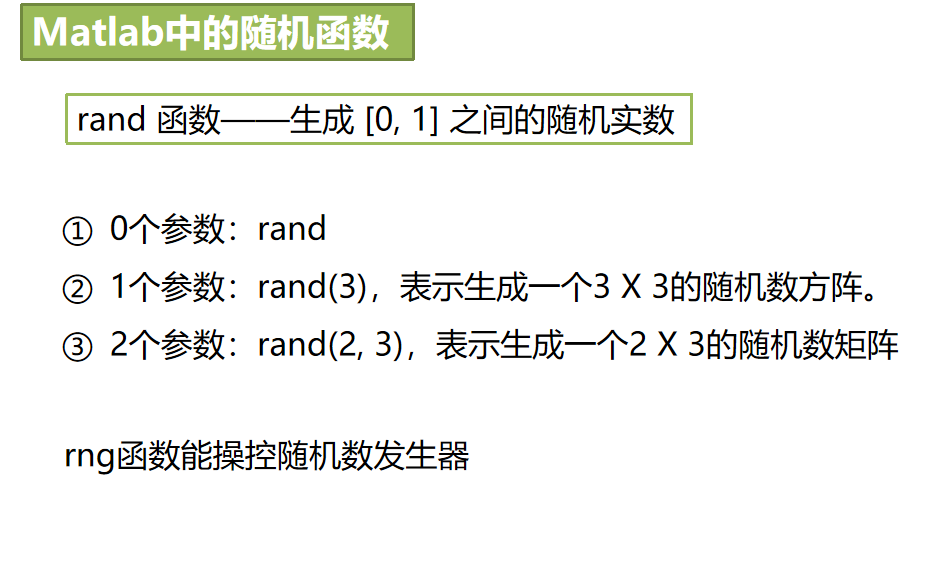 Matlab中的随机函数
rand 函数——生成 [0, 1] 之间的随机实数
① 0个参数：rand
② 1个参数：rand(3)，表示生成一个3 X 3的随机数方阵。
③ 2个参数：rand(2, 3)，表示生成一个2 X 3的随机数矩阵
rng函数能操控随机数发生器